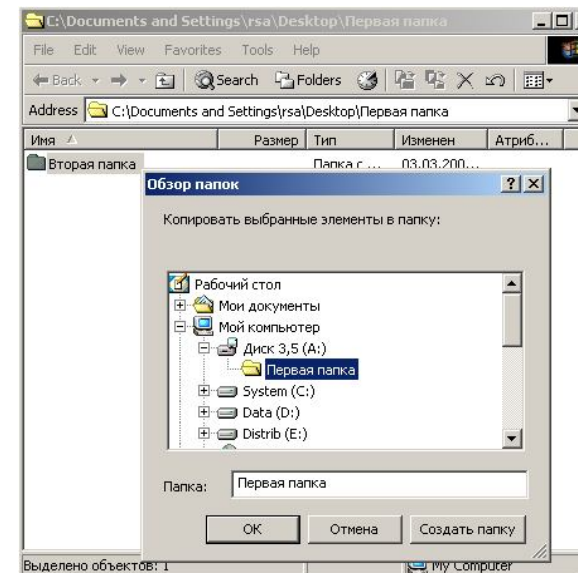 C:\Documents and Settings\rsa\Desktop\Первая папка
File Edit View Favorites Tools Help
Back Search Folders
Address C:\Documents and Settings\rsa\Desktop\Первая папка
Имя Размер Тип Изменен Атриб...
Вторая папка Папка с ... 03.03.200...
Обзор папок
Копировать выбранные элементы в папку:
Рабочий стол
Мои документы
Мой компьютер
Диск 3,5 (A:)
Первая папка
System (C:)
Data (D:)
Distrib (E:)
Папка: Первая папка
OK Отмена Создать папку
Выделено объектов: 1 My Computer